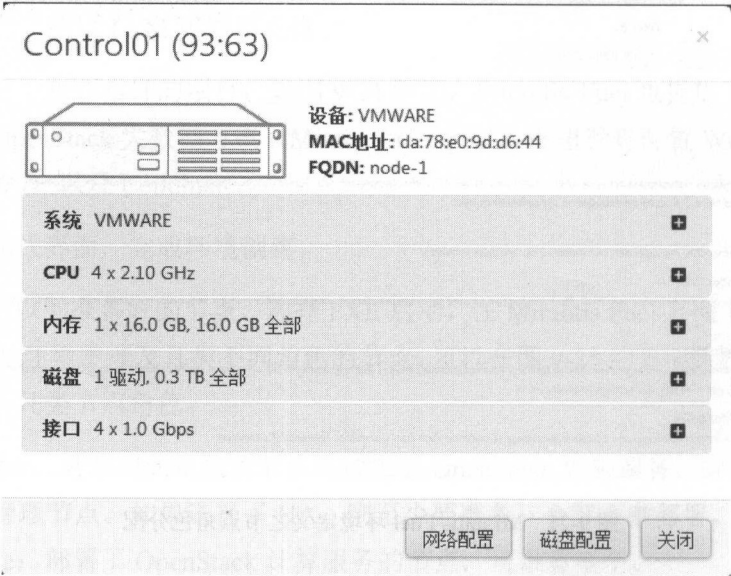 Control01 (93:63)
×
设备: VMWARE
MAC地址: da:78:e0:9d:d6:44
FQDN: node-1
系统 VMWARE
CPU 4 x 2.10 GHz
内存 1 x 16.0 GB, 16.0 GB 全部
磁盘 1 驱动, 0.3 TB 全部
接口 4 x 1.0 Gbps
网络配置 磁盘配置 关闭